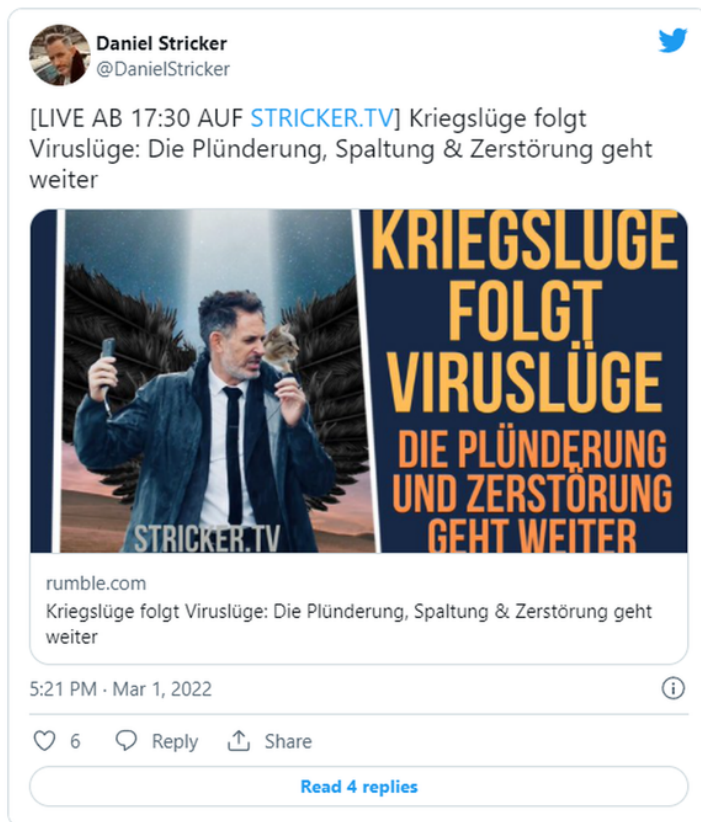 Daniel Stricker
@DanielStricker
[LIVE AB 17:30 AUF STRICKER.TV] Kriegslüge folgt
Viruslüge: Die Plünderung, Spaltung & Zerstörung geht
weiter
KRIEGSLÜGE
FOLGT
VIRUSLÜGE
DIE PLÜNDERUNG
UND ZERSTÖRUNG
GEHT WEITER
STRICKER.TV
rumble.com
Kriegslüge folgt Viruslüge: Die Plünderung, Spaltung & Zerstörung geht
weiter
5:21 PM · Mar 1, 2022
6 Reply Share
Read 4 replies